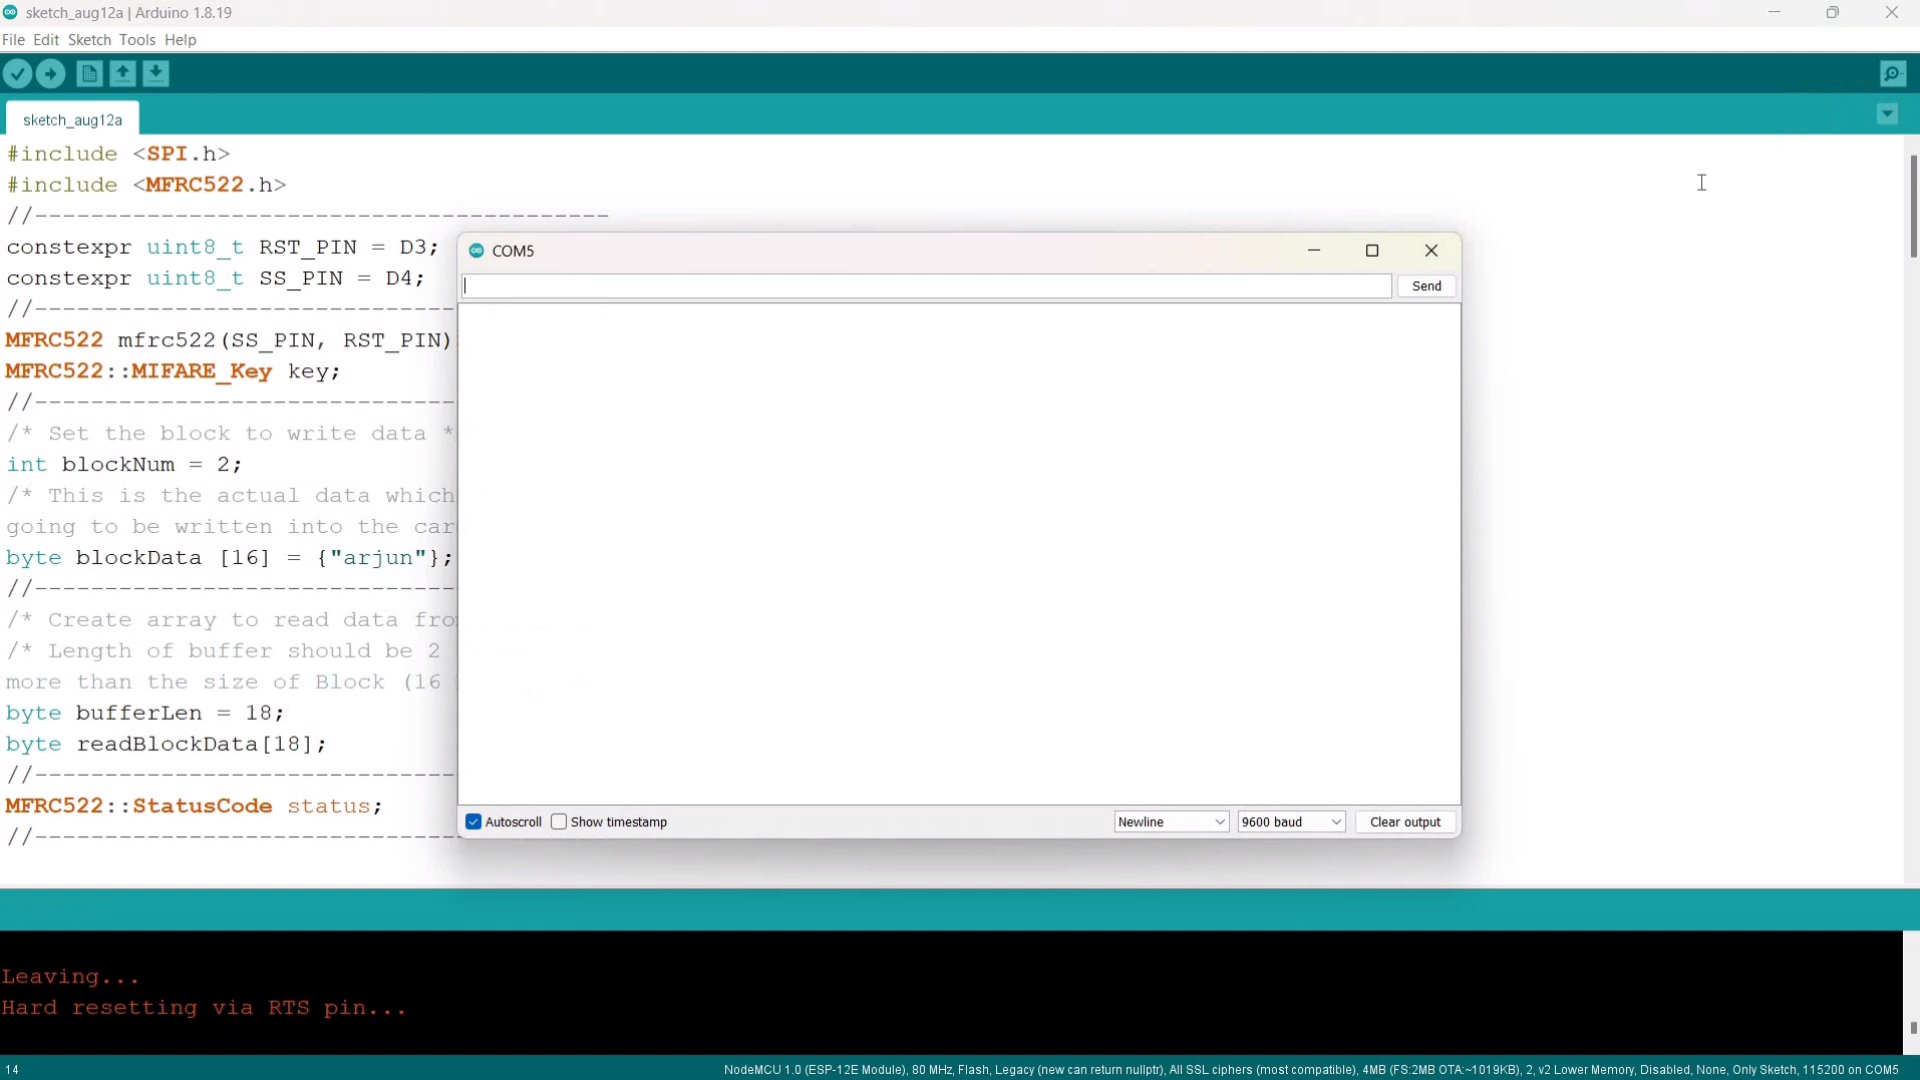 sketch_aug12a | Arduino 1.8.19
File Edit Sketch Tools Help
sketch_aug12a
#include <SPI.h>
#include <MFRC522.h>
//-----------------------------------------
constexpr uint8_t RST_PIN = D3;
constexpr uint8_t SS_PIN = D4;
//--------------------------------
MFRC522 mfrc522(SS_PIN, RST_PIN)
MFRC522::MIFARE_Key key;
//--------------------------------
/* Set the block to write data *
int blockNum = 2;
/* This is the actual data which
going to be written into the car
byte blockData [16] = {"arjun"};
//--------------------------------
/* Create array to read data fro
/* Length of buffer should be 2
more than the size of Block (16
byte bufferLen = 18;
byte readBlockData[18];
//--------------------------------
MFRC522::StatusCode status;
//--------------------------------
COM5
Send
Autoscroll Show timestamp Newline 9600 baud Clear output
Leaving...
Hard resetting via RTS pin...
14 NodeMCU 1.0 (ESP-12E Module), 80 MHz, Flash, Legacy (new can return nullptr), All SSL ciphers (most compatible), 4MB (FS:2MB OTA:~1019KB), 2, v2 Lower Memory, Disabled, None, Only Sketch, 115200 on COM5